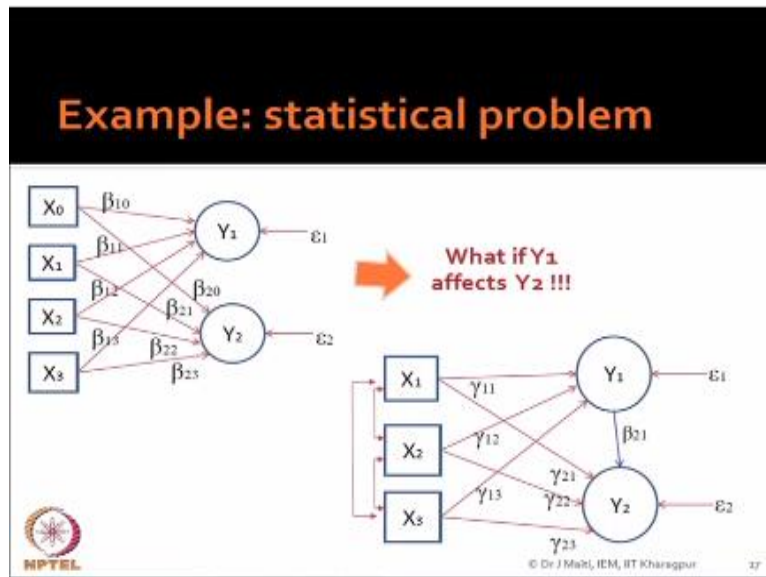 Example: statistical problem
X₀
β₁₀
Y₁
ε₁
X₁
β₁₁
X₂
β₁₂
β₂₀
β₂₁
Y₂
ε₂
X₃
β₁₃
β₂₂
β₂₃
What if Y₁
affects Y₂ !!!
X₁
γ₁₁
Y₁
ε₁
X₂
γ₁₂
β₂₁
γ₂₁
X₃
γ₁₃
γ₂₂
Y₂
ε₂
γ₂₃
NPTEL
© Dr J Maiti, IEM, IIT Kharagpur
27